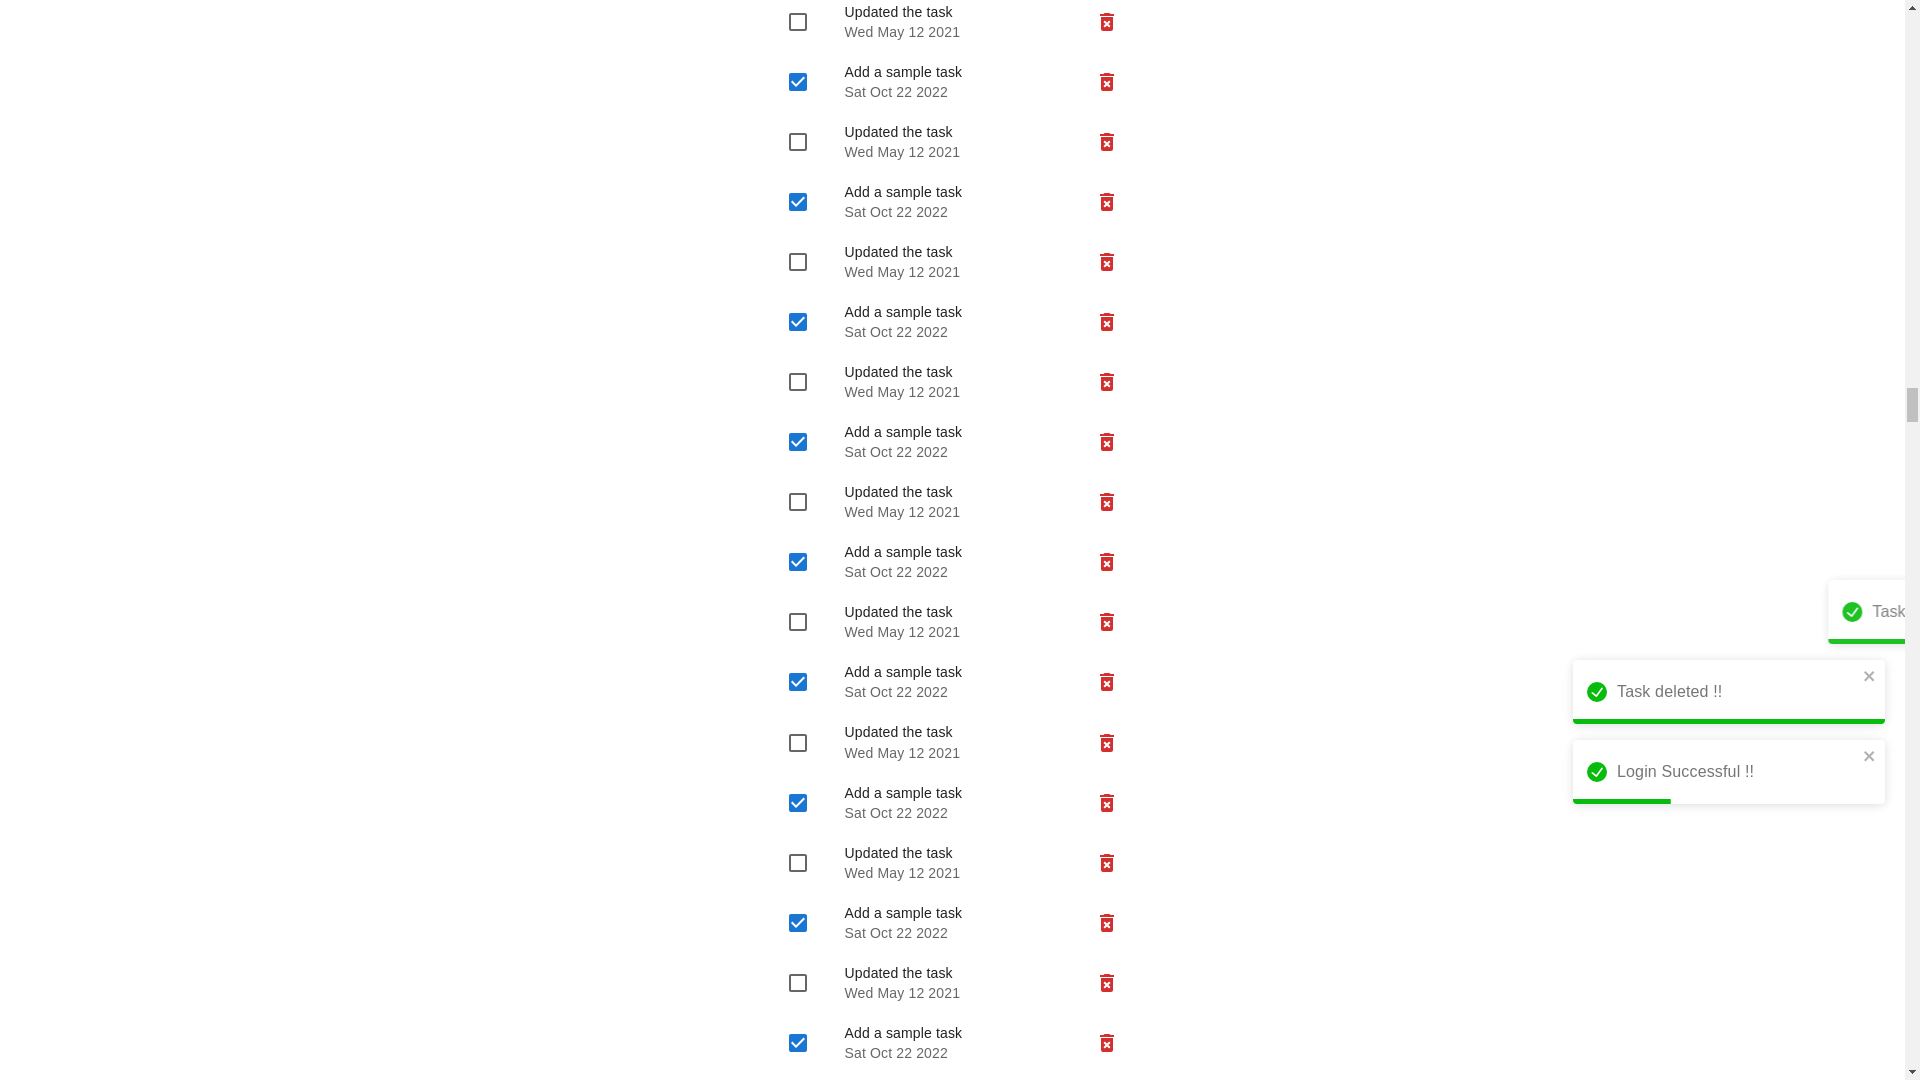 Updated the task
Wed May 12 2021
Add a sample task
Sat Oct 22 2022
Updated the task
Wed May 12 2021
Add a sample task
Sat Oct 22 2022
Updated the task
Wed May 12 2021
Add a sample task
Sat Oct 22 2022
Updated the task
Wed May 12 2021
Add a sample task
Sat Oct 22 2022
Updated the task
Wed May 12 2021
Add a sample task
Sat Oct 22 2022
Updated the task
Wed May 12 2021
Add a sample task
Sat Oct 22 2022
Updated the task
Wed May 12 2021
Add a sample task
Sat Oct 22 2022
Updated the task
Wed May 12 2021
Add a sample task
Sat Oct 22 2022
Updated the task
Wed May 12 2021
Add a sample task
Sat Oct 22 2022
Task
Task deleted !!
Login Successful !!